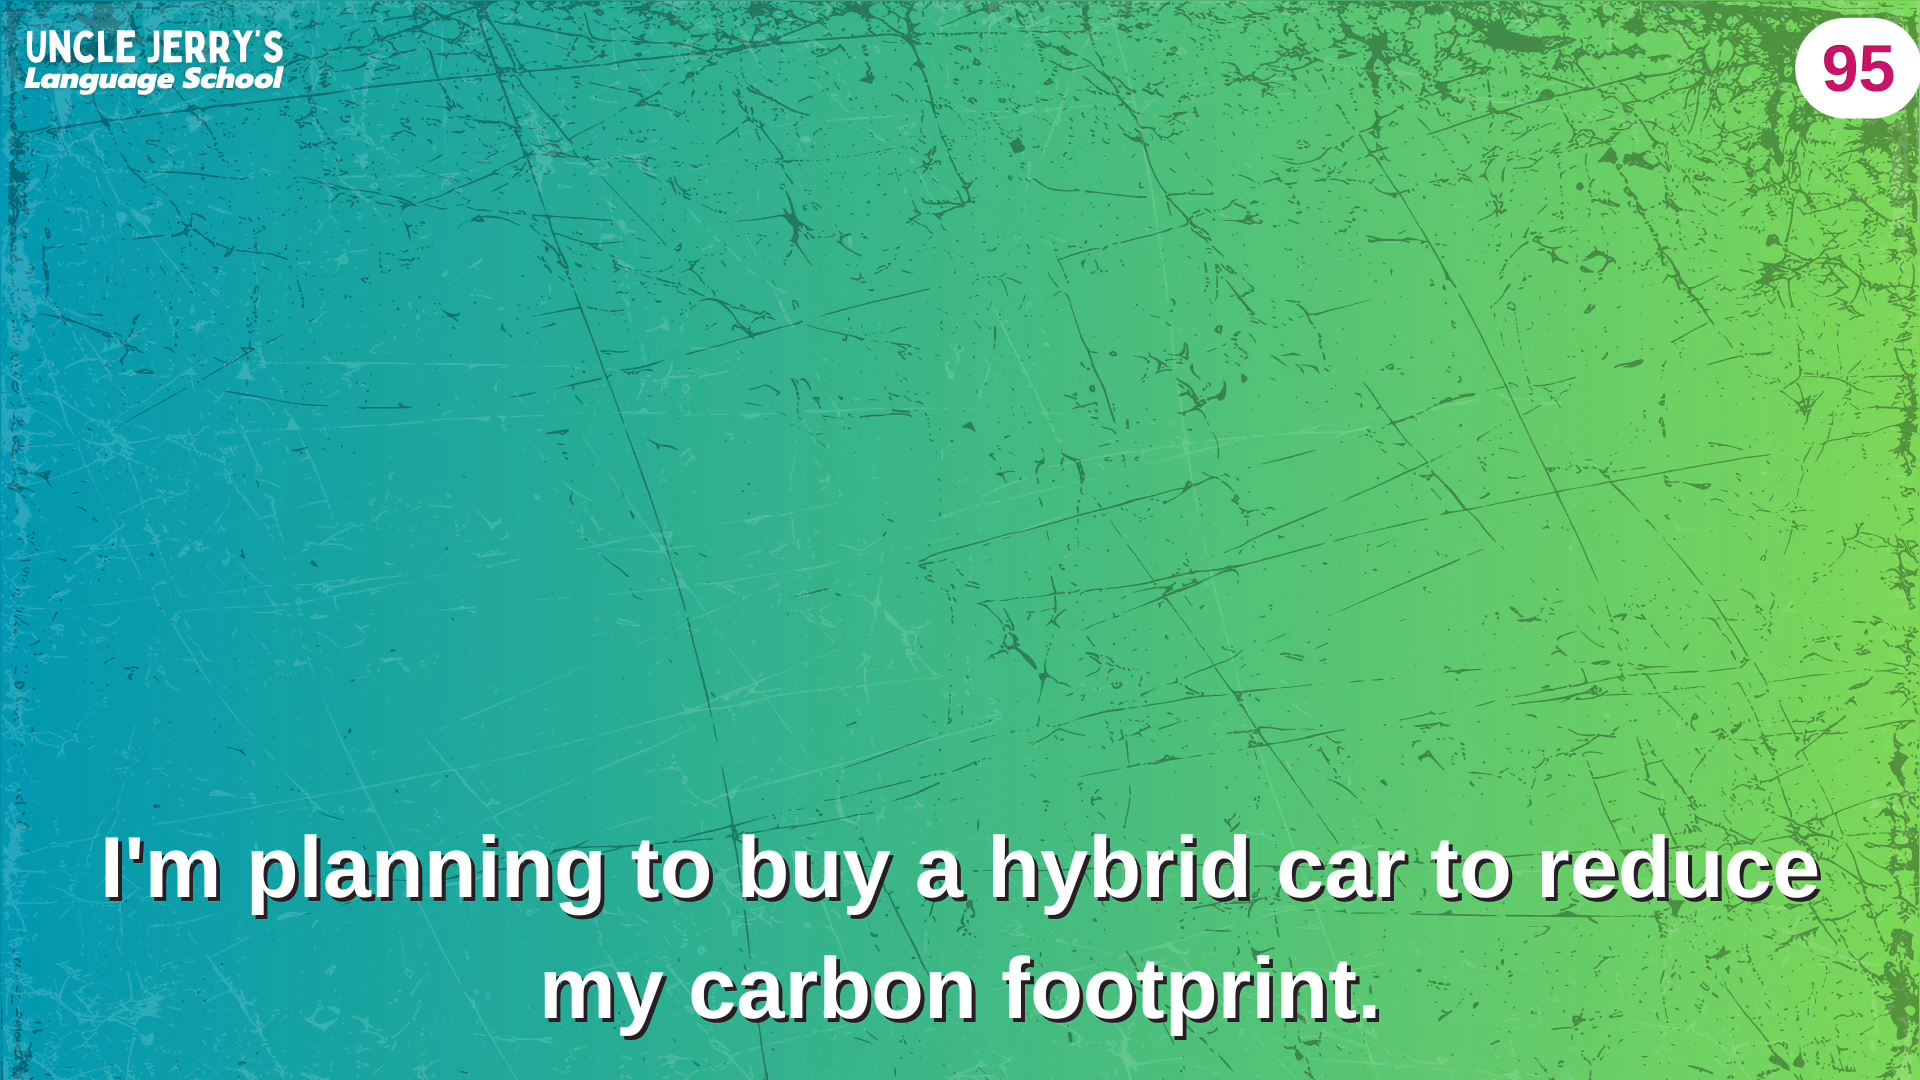 UNCLE JERRY'S
Language School
95
I'm planning to buy a hybrid car to reduce
my carbon footprint.